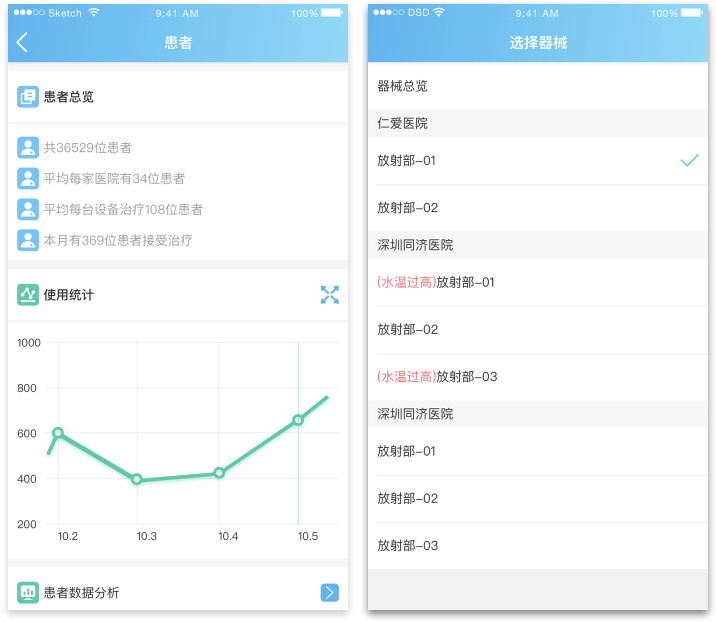 Sketch 9:41 AM 100%
患者
患者总览
共36529位患者
平均每家医院有34位患者
平均每台设备治疗108位患者
本月有369位患者接受治疗
使用统计
1000
800
600
400
200
10.2 10.3 10.4 10.5
患者数据分析
DSD 9:41 AM 100%
选择器械
器械总览
仁爱医院
放射部-01
放射部-02
深圳同济医院
(水温过高)放射部-01
放射部-02
(水温过高)放射部-03
深圳同济医院
放射部-01
放射部-02
放射部-03